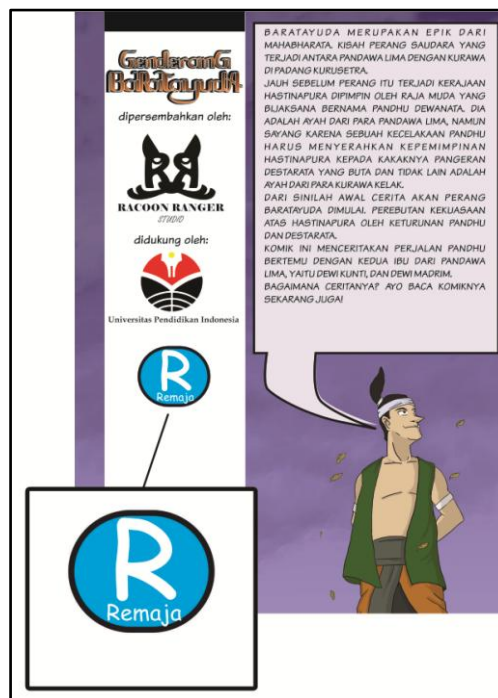 Genderang
Baratayuda
dipersembahkan oleh:
RACOON RANGER
STUDIO
didukung oleh:
Universitas Pendidikan Indonesia
R
Remaja
R
Remaja
BARATAYUDA MERUPAKAN EPIK DARI
MAHABHARATA. KISAH PERANG SAUDARA YANG
TERJADI ANTARA PANDAWA LIMA DENGAN KURAWA
DI PADANG KURUSETRA.
JAUH SEBELUM PERANG ITU TERJADI KERAJAAN
HASTINAPURA DIPIMPIN OLEH RAJA MUDA YANG
BIJAKSANA BERNAMA PANDHU DEWANATA. DIA
ADALAH AYAH DARI PARA PANDAWA LIMA, NAMUN
SAYANG KARENA SEBUAH KECELAKAAN PANDHU
HARUS MENYERAHKAN KEPEMIMPINAN
HASTINAPURA KEPADA KAKAKNYA PANGERAN
DESTARATA YANG BUTA DAN TIDAK LAIN ADALAH
AYAH DARI PARA KURAWA KELAK.
DARI SINILAH AWAL CERITA AKAN PERANG
BARATAYUDA DIMULAI. PEREBUTAN KEKUASAAN
ATAS HASTINAPURA OLEH KETURUNAN PANDHU
DAN DESTARATA.
KOMIK INI MENCERITAKAN PERJALAN PANDHU
BERTEMU DENGAN KEDUA IBU DARI PANDAWA
LIMA, YAITU DEWI KUNTI, DAN DEWI MADRIM.
BAGAIMANA CERITANYA? AYO BACA KOMIKNYA
SEKARANG JUGA!